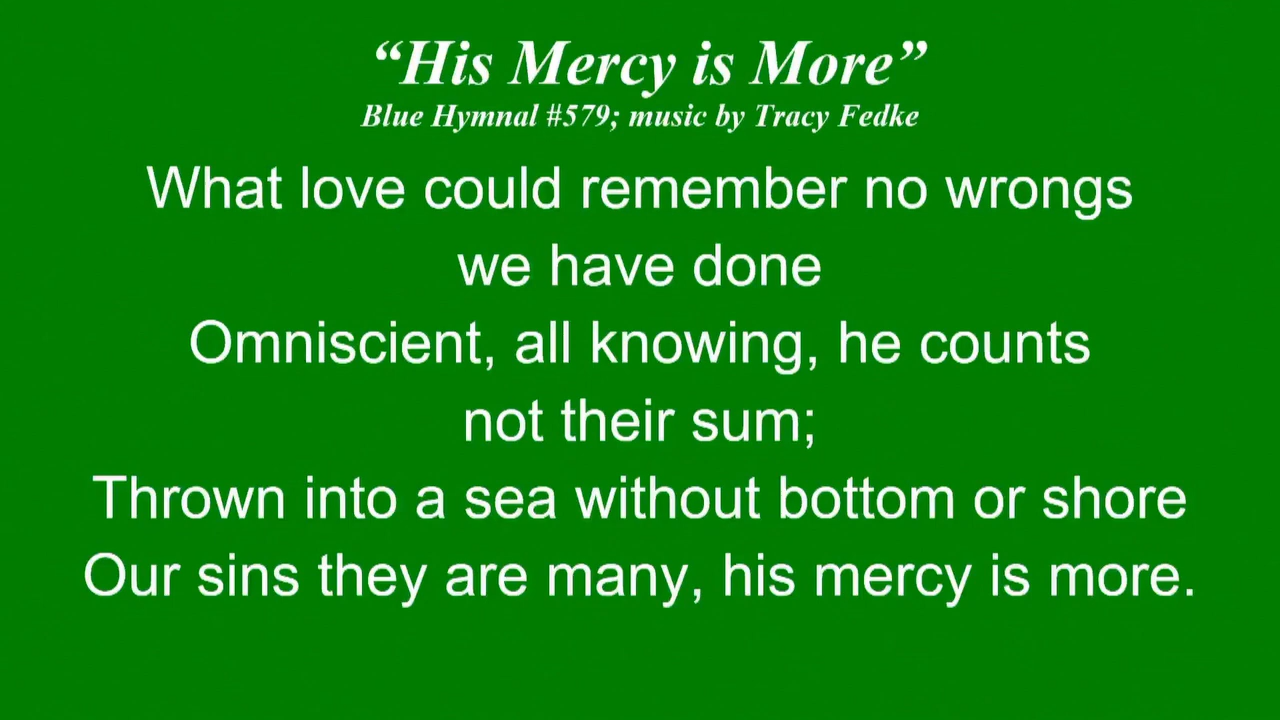 “His Mercy is More”
Blue Hymnal #579; music by Tracy Fedke
What love could remember no wrongs
we have done
Omniscient, all knowing, he counts
not their sum;
Thrown into a sea without bottom or shore
Our sins they are many, his mercy is more.